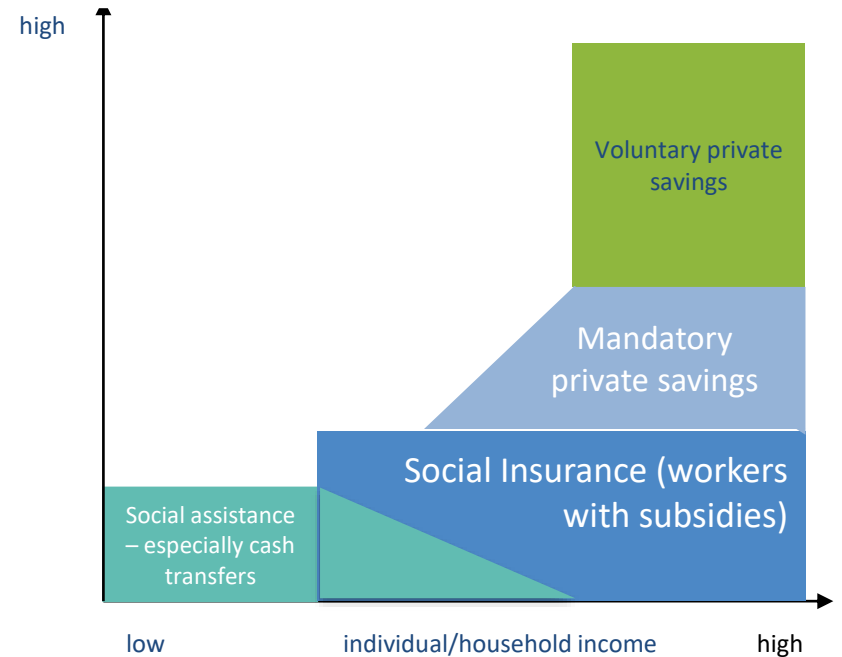 high
Voluntary private
savings
Mandatory
private savings
Social Insurance (workers
with subsidies)
Social assistance
– especially cash
transfers
low
individual/household income
high